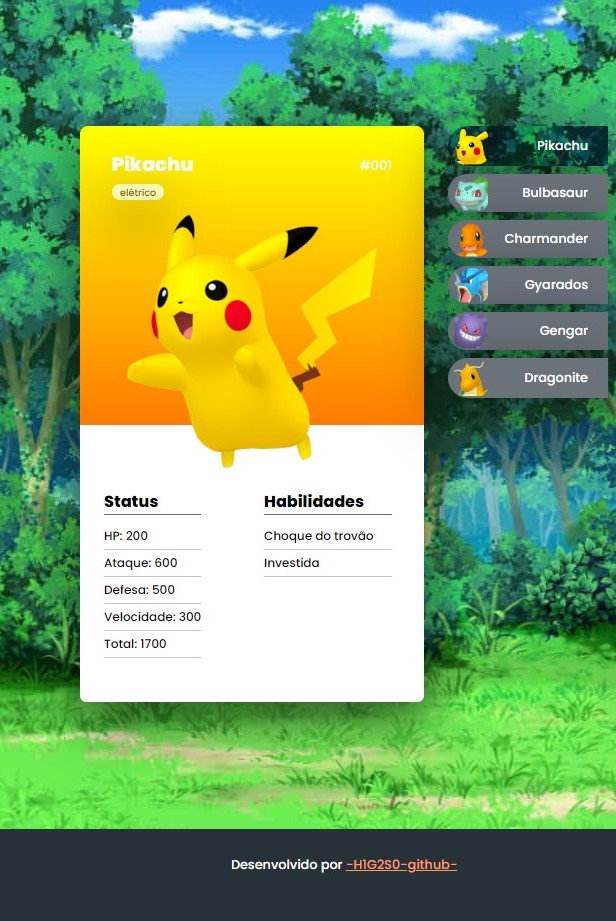 Pikachu
#001
elétrico
Status
HP: 200
Ataque: 600
Defesa: 500
Velocidade: 300
Total: 1700
Habilidades
Choque do trovão
Investida
Pikachu
Bulbasaur
Charmander
Gyarados
Gengar
Dragonite
Desenvolvido por -H1G2S0-github-